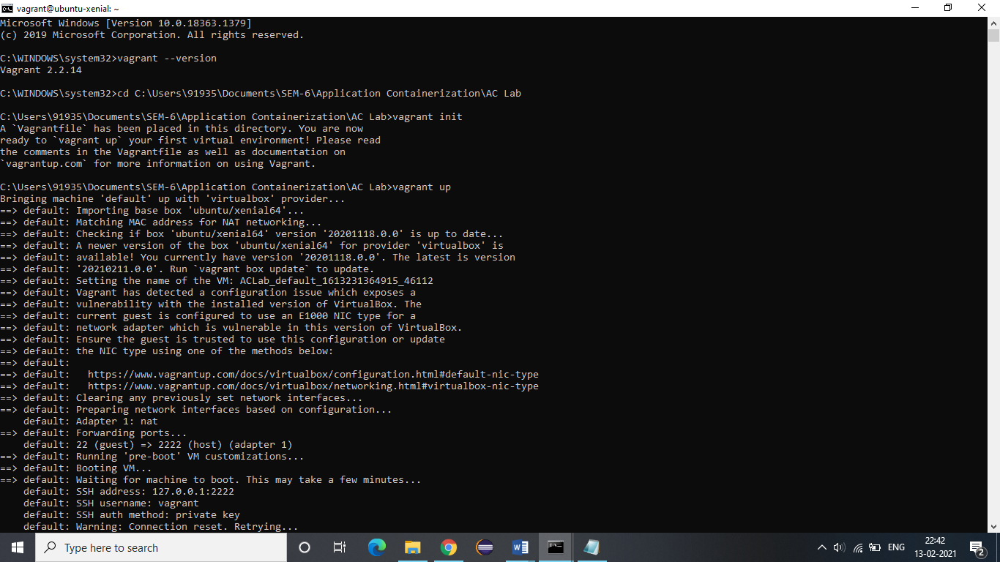 vagrant@ubuntu-xenial: ~
Microsoft Windows [Version 10.0.18363.1379]
(c) 2019 Microsoft Corporation. All rights reserved.
C:\WINDOWS\system32>vagrant --version
Vagrant 2.2.14
C:\WINDOWS\system32>cd C:\Users\91935\Documents\SEM-6\Application Containerization\AC Lab
C:\Users\91935\Documents\SEM-6\Application Containerization\AC Lab>vagrant init
A `Vagrantfile` has been placed in this directory. You are now
ready to `vagrant up` your first virtual environment! Please read
the comments in the Vagrantfile as well as documentation on
`vagrantup.com` for more information on using Vagrant.
C:\Users\91935\Documents\SEM-6\Application Containerization\AC Lab>vagrant up
Bringing machine 'default' up with 'virtualbox' provider...
==> default: Importing base box 'ubuntu/xenial64'...
==> default: Matching MAC address for NAT networking...
==> default: Checking if box 'ubuntu/xenial64' version '20201118.0.0' is up to date...
==> default: A newer version of the box 'ubuntu/xenial64' for provider 'virtualbox' is
==> default: available! You currently have version '20201118.0.0'. The latest is version
==> default: '20210211.0.0'. Run `vagrant box update` to update.
==> default: Setting the name of the VM: ACLab_default_1613231364915_46112
==> default: Vagrant has detected a configuration issue which exposes a
==> default: vulnerability with the installed version of VirtualBox. The
==> default: current guest is configured to use an E1000 NIC type for a
==> default: network adapter which is vulnerable in this version of VirtualBox.
==> default: Ensure the guest is trusted to use this configuration or update
==> default: the NIC type using one of the methods below:
==> default:
==> default:   https://www.vagrantup.com/docs/virtualbox/configuration.html#default-nic-type
==> default:   https://www.vagrantup.com/docs/virtualbox/networking.html#virtualbox-nic-type
==> default: Clearing any previously set network interfaces...
==> default: Preparing network interfaces based on configuration...
    default: Adapter 1: nat
==> default: Forwarding ports...
    default: 22 (guest) => 2222 (host) (adapter 1)
==> default: Running 'pre-boot' VM customizations...
==> default: Booting VM...
==> default: Waiting for machine to boot. This may take a few minutes...
    default: SSH address: 127.0.0.1:2222
    default: SSH username: vagrant
    default: SSH auth method: private key
    default: Warning: Connection reset. Retrying...
Type here to search
ENG
22:42
13-02-2021
2